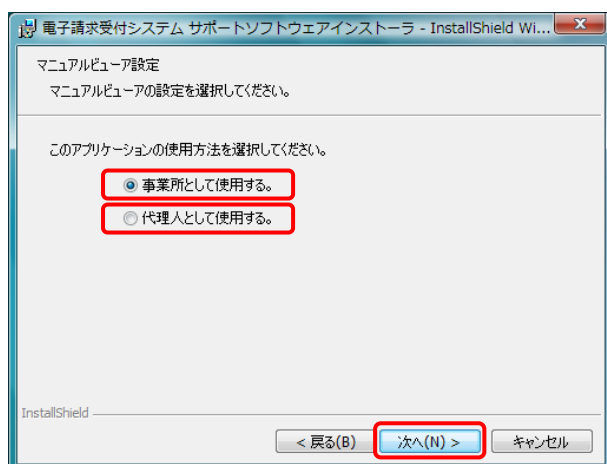 電子請求受付システム サポートソフトウェアインストーラ - InstallShield Wi...
マニュアルビューア設定
マニュアルビューアの設定を選択してください。
このアプリケーションの使用方法を選択してください。
事業所として使用する。
代理人として使用する。
InstallShield
< 戻る(B)
次へ(N) >
キャンセル